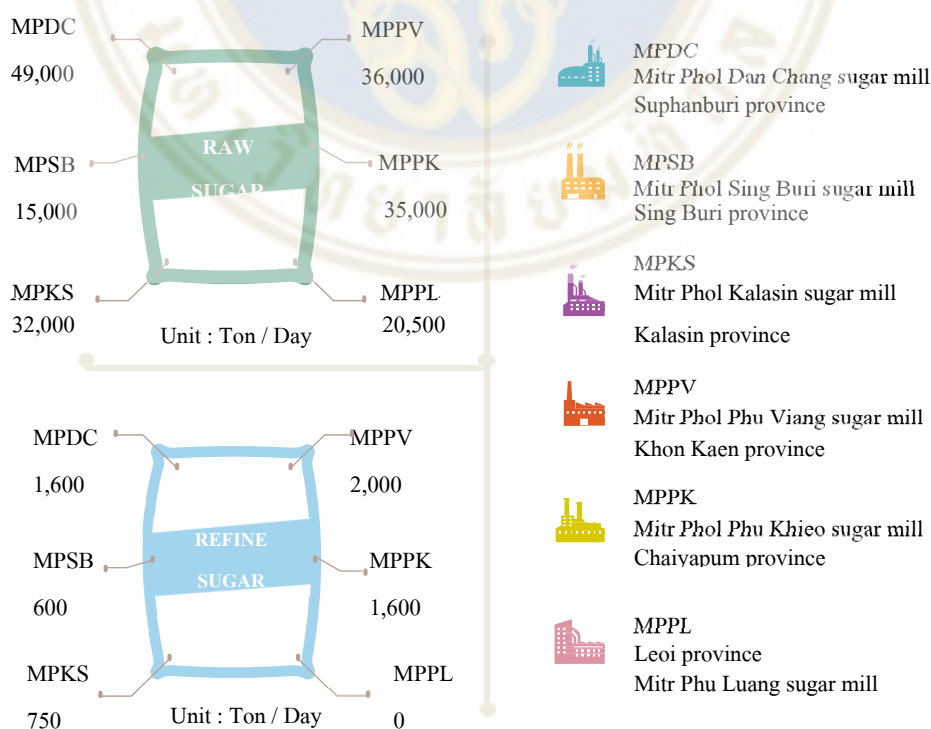 MPDC
49,000
MPPV
36,000
RAW
SUGAR
MPSB
15,000
MPPK
35,000
MPKS
32,000
MPPL
20,500
Unit : Ton / Day
MPDC
1,600
MPPV
2,000
REFINE
SUGAR
MPSB
600
MPPK
1,600
MPKS
750
MPPL
0
Unit : Ton / Day
MPDC
Mitr Phol Dan Chang sugar mill
Suphanburi province
MPSB
Mitr Phol Sing Buri sugar mill
Sing Buri province
MPKS
Mitr Phol Kalasin sugar mill
Kalasin province
MPPV
Mitr Phol Phu Viang sugar mill
Khon Kaen province
MPPK
Mitr Phol Phu Khieo sugar mill
Chaiyapum province
MPPL
Leoi province
Mitr Phu Luang sugar mill